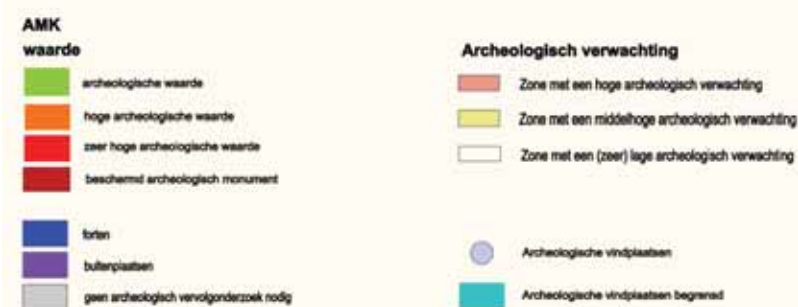 AMK
waarde
archeologische waarde
hoge archeologische waarde
zeer hoge archeologische waarde
beschermd archeologisch monument
forten
buitenplaatsen
geen archeologisch vervolgonderzoek nodig
Archeologisch verwachting
Zone met een hoge archeologisch verwachting
Zone met een middelhoge archeologisch verwachting
Zone met een (zeer) lage archeologisch verwachting
Archeologische vindplaatsen
Archeologische vindplaatsen begrensd